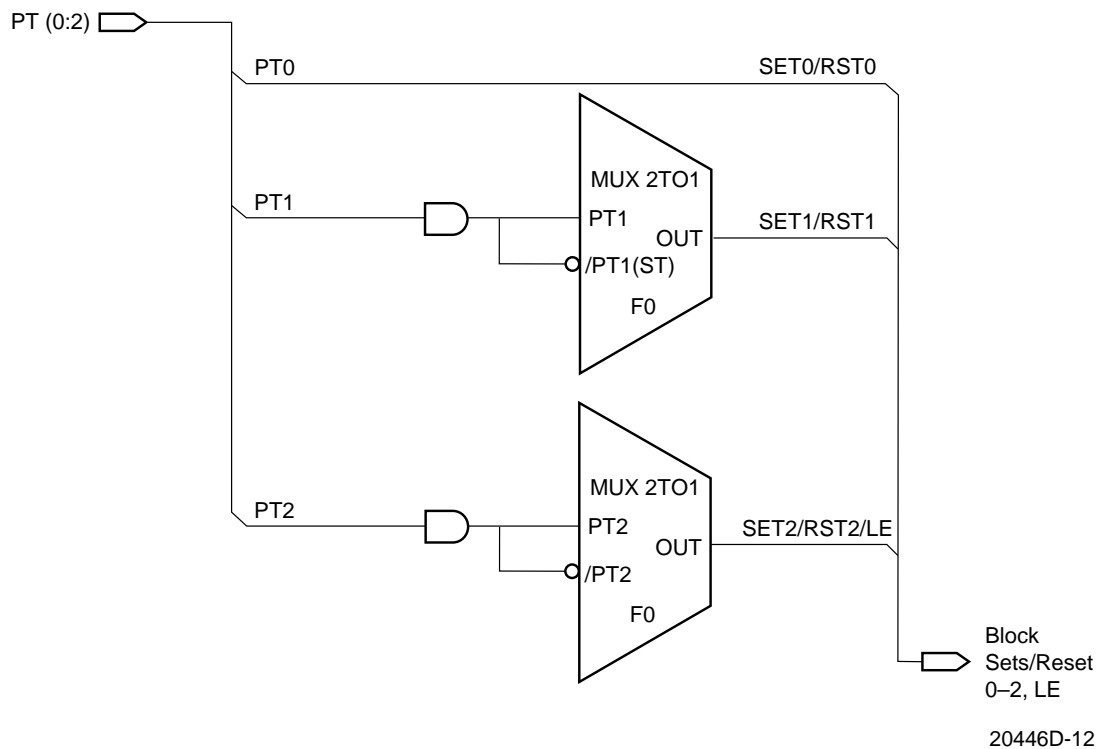 PT (0:2)
PT0
SET0/RST0
MUX 2TO1
PT1
PT1
SET1/RST1
OUT
/PT1(ST)
F0
MUX 2TO1
PT2
PT2
SET2/RST2/LE
OUT
/PT2
F0
Block
Sets/Reset
0–2, LE
20446D-12